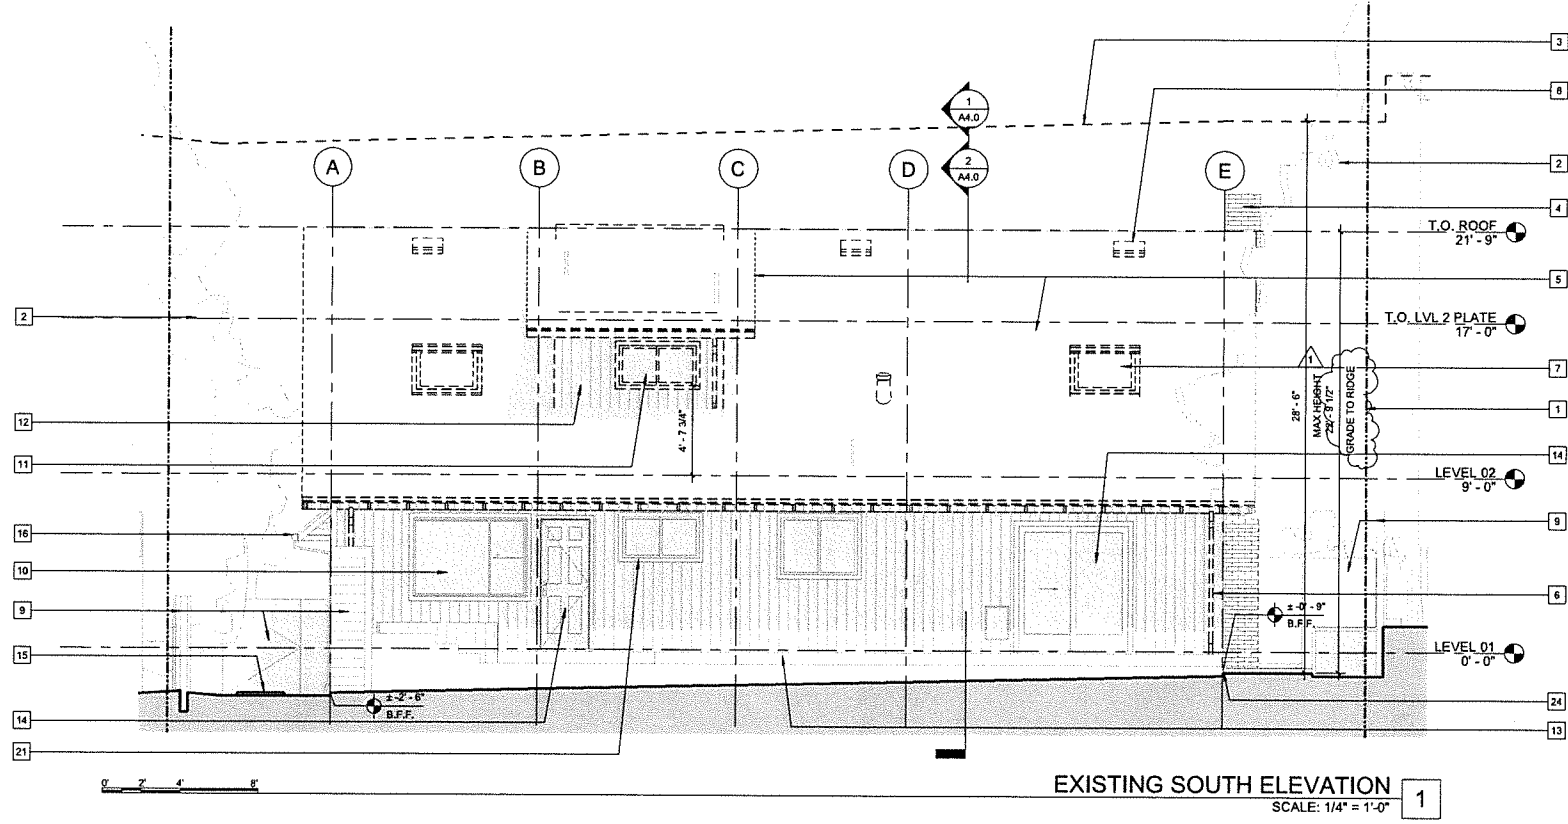 3
1
A4.0
6
2
A4.0
A
B
C
D
E
2
4
T.O. ROOF
21' - 9"
5
2
T.O. LVL 2 PLATE
17' - 0"
1
7
28' - 6"
MAX HEIGHT
GRADE TO RIDGE
1
12
4' - 7 3/4"
11
14
LEVEL 02
9' - 0"
16
9
10
9
6
± -0' - 9"
B.F.F.
15
LEVEL 01
0' - 0"
± -2' - 6"
B.F.F.
14
24
21
13
0' 2' 4' 8'
EXISTING SOUTH ELEVATION
SCALE: 1/4" = 1'-0"
1